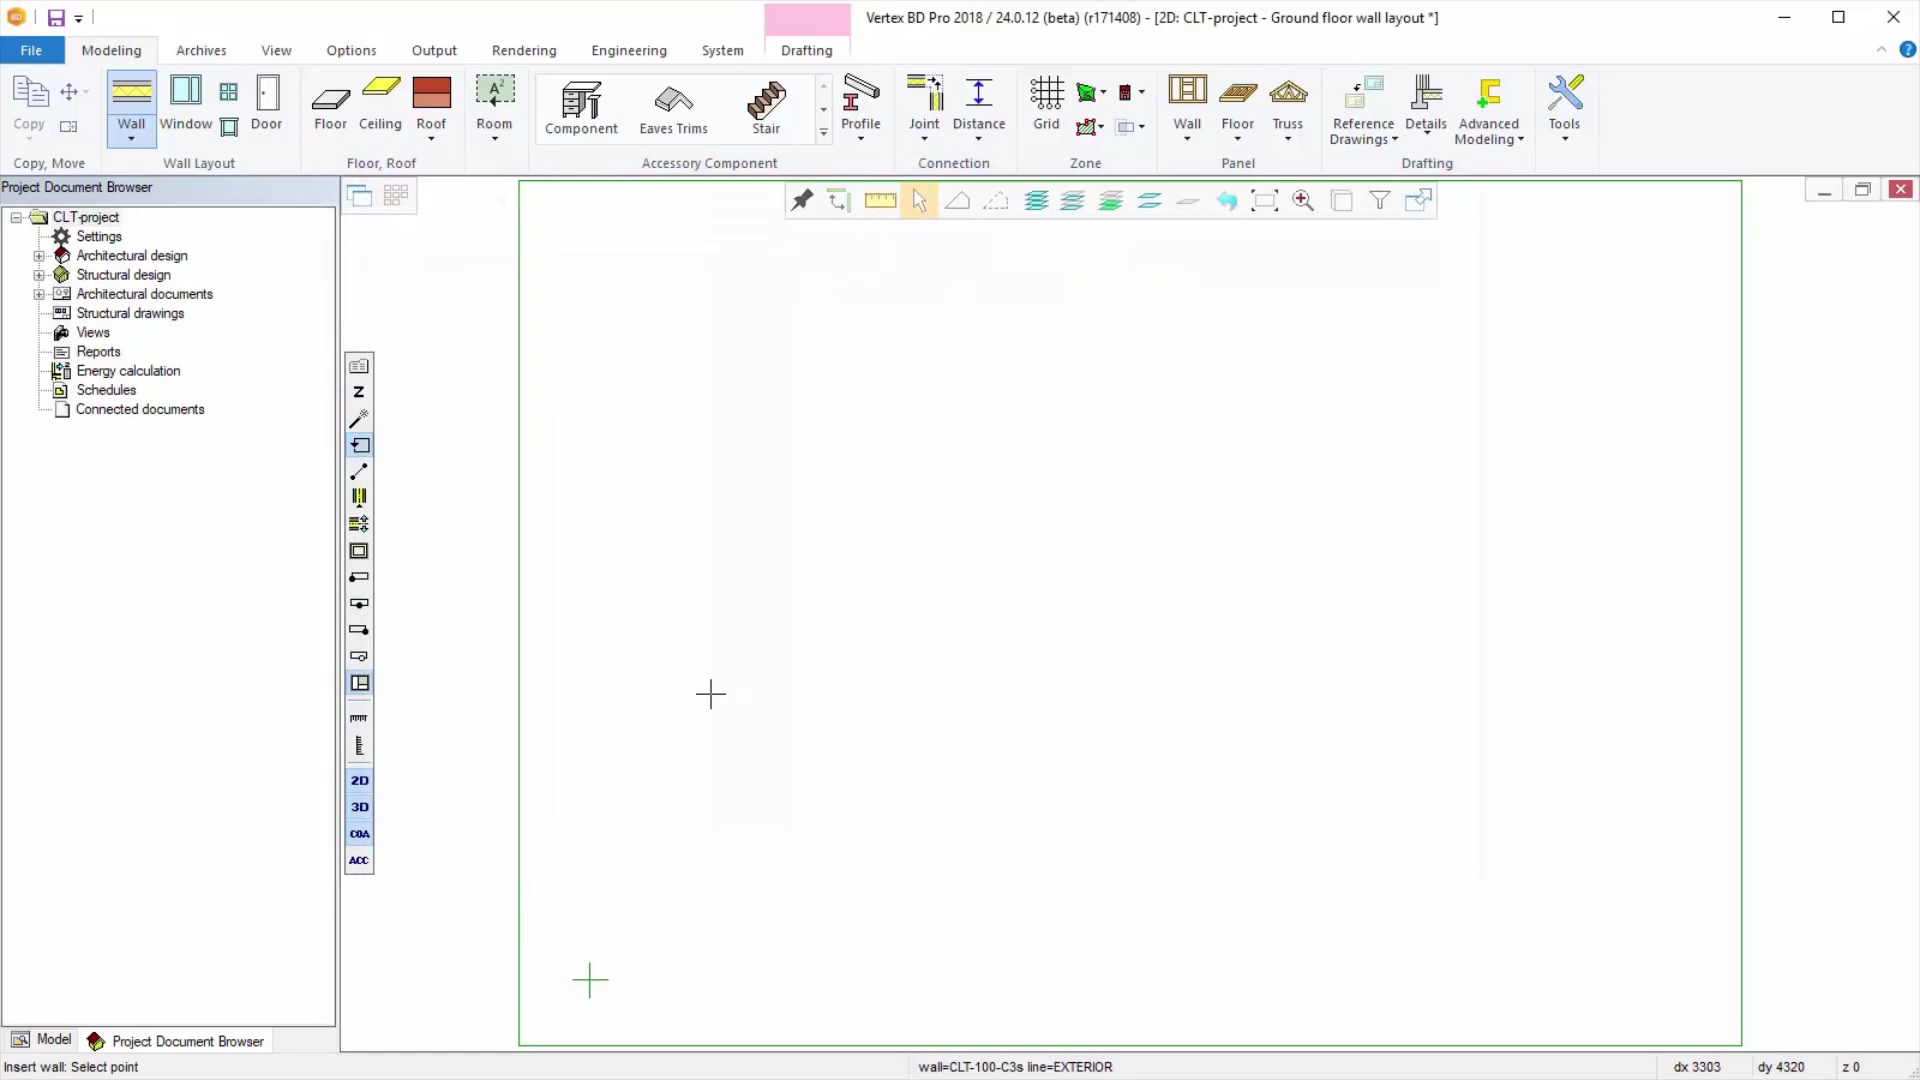 BD
Vertex BD Pro 2018 / 24.0.12 (beta) (r171408) - [2D: CLT-project - Ground floor wall layout *]
File Modeling Archives View Options Output Rendering Engineering System Drafting
Copy Wall Window Door Floor Ceiling Roof Room Component Eaves Trims Stair Profile Joint Distance Grid Wall Floor Truss Reference Drawings Details Advanced Modeling Tools
Copy, Move Wall Layout Floor, Roof Accessory Component Connection Zone Panel Drafting
Project Document Browser
CLT-project
Settings
Architectural design
Structural design
Architectural documents
Structural drawings
Views
Reports
Energy calculation
Schedules
Connected documents
Z
2D
3D
COA
ACC
Model Project Document Browser
Insert wall: Select point wall=CLT-100-C3s line=EXTERIOR dx 3303 dy 4320 z 0